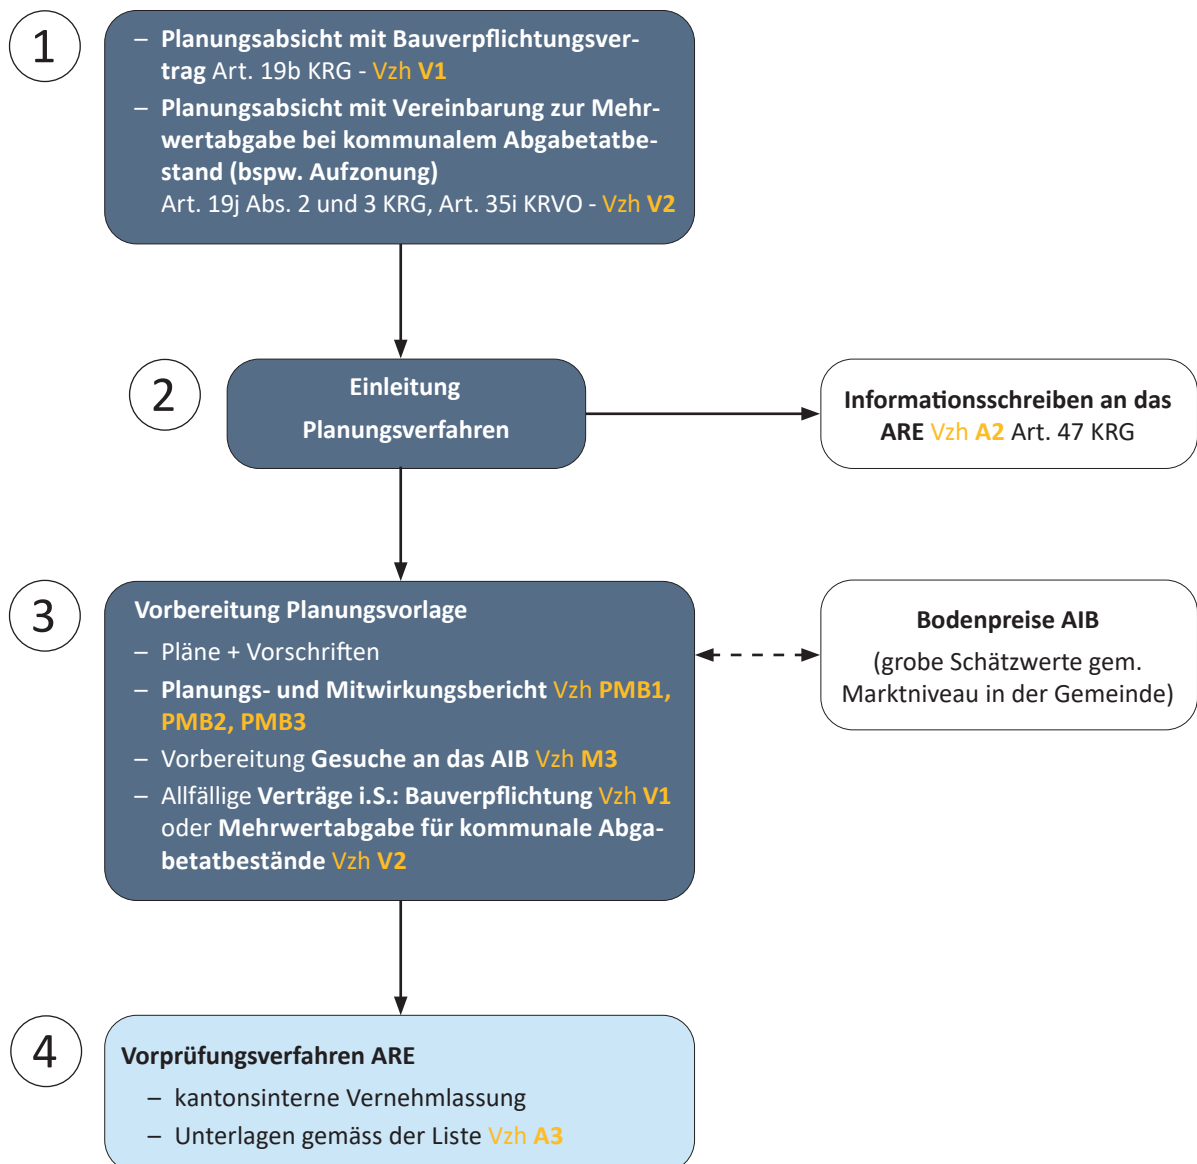 1
– Planungsabsicht mit Bauverpflichtungsver-
trag Art. 19b KRG - Vzh V1
– Planungsabsicht mit Vereinbarung zur Mehr-
wertabgabe bei kommunalem Abgabetatbe-
stand (bspw. Aufzonung)
Art. 19j Abs. 2 und 3 KRG, Art. 35i KRVO - Vzh V2
2
Einleitung
Planungsverfahren
Informationsschreiben an das
ARE Vzh A2 Art. 47 KRG
3
Vorbereitung Planungsvorlage
– Pläne + Vorschriften
– Planungs- und Mitwirkungsbericht Vzh PMB1,
PMB2, PMB3
– Vorbereitung Gesuche an das AIB Vzh M3
– Allfällige Verträge i.S.: Bauverpflichtung Vzh V1
oder Mehrwertabgabe für kommunale Abga-
betatbestände Vzh V2
Bodenpreise AIB
(grobe Schätzwerte gem.
Marktniveau in der Gemeinde)
4
Vorprüfungsverfahren ARE
– kantonsinterne Vernehmlassung
– Unterlagen gemäss der Liste Vzh A3